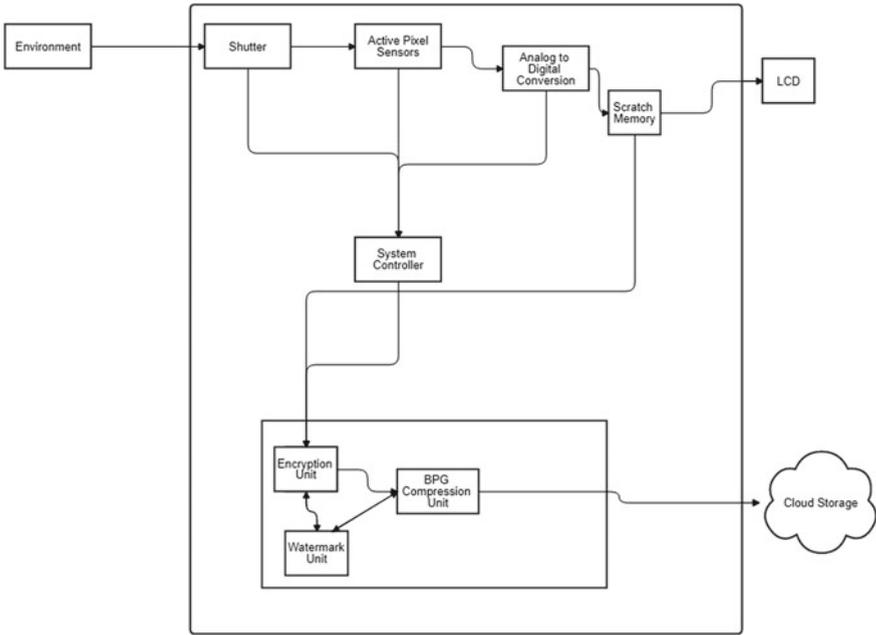 Environment
Shutter
Active Pixel
Sensors
Analog to
Digital
Conversion
Scratch
Memory
LCD
System
Controller
Encryption
Unit
BPG
Compression
Unit
Watermark
Unit
Cloud Storage